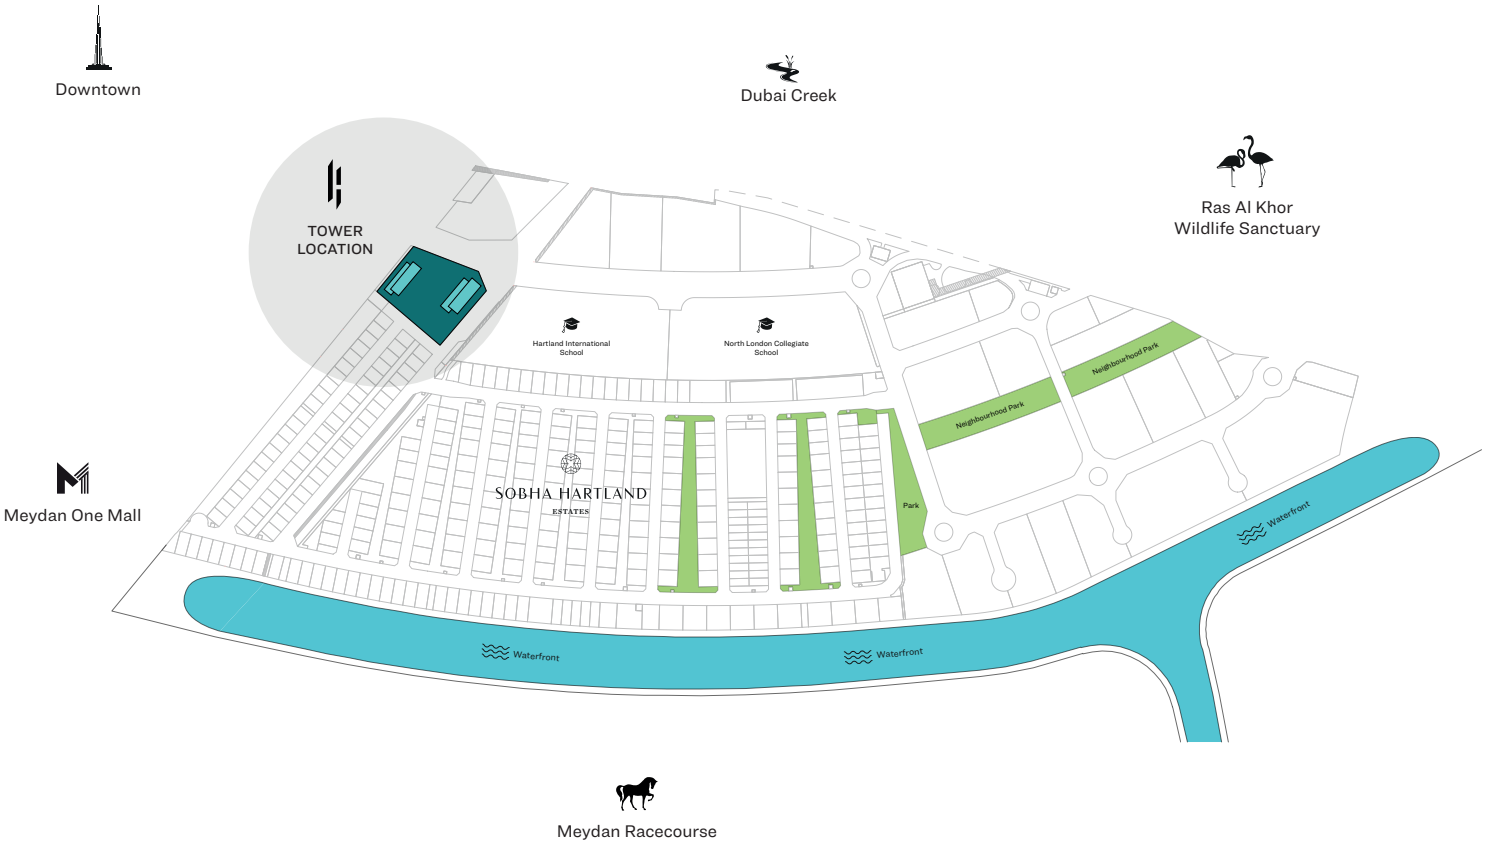 Downtown
Dubai Creek
Ras Al Khor
Wildlife Sanctuary
TOWER
LOCATION
Hartland International
School
North London Collegiate
School
Neighbourhood Park
Neighbourhood Park
SOBHA HARTLAND
ESTATES
Park
Meydan One Mall
Waterfront
Waterfront
Waterfront
Meydan Racecourse